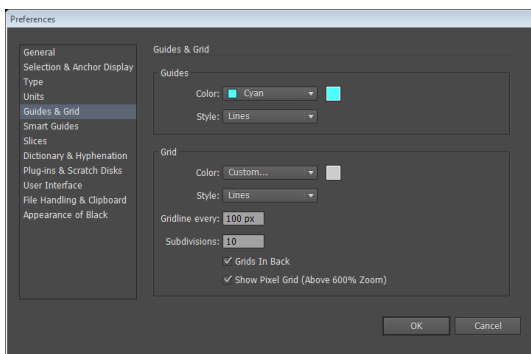 Preferences
General
Selection & Anchor Display
Type
Units
Guides & Grid
Smart Guides
Slices
Dictionary & Hyphenation
Plug-ins & Scratch Disks
User Interface
File Handling & Clipboard
Appearance of Black
Guides & Grid
Guides
Color: Cyan
Style: Lines
Grid
Color: Custom...
Style: Lines
Gridline every: 100 px
Subdivisions: 10
Grids In Back
Show Pixel Grid (Above 600% Zoom)
OK Cancel